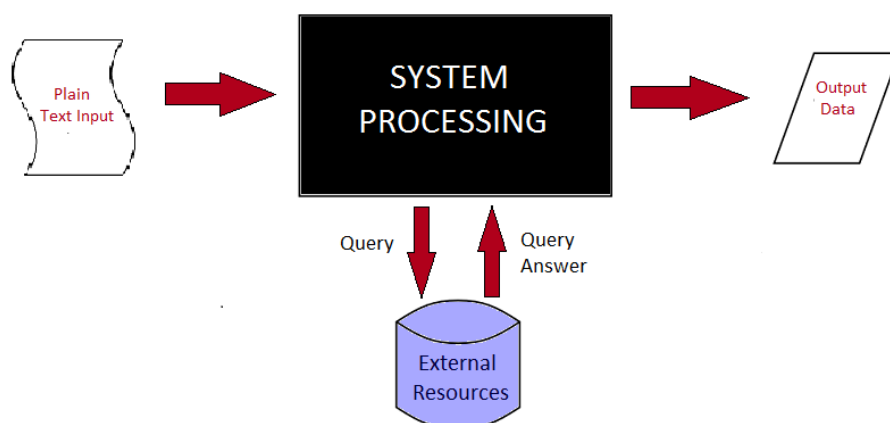 Plain
Text Input
SYSTEM
PROCESSING
Output
Data
Query
Query
Answer
External
Resources